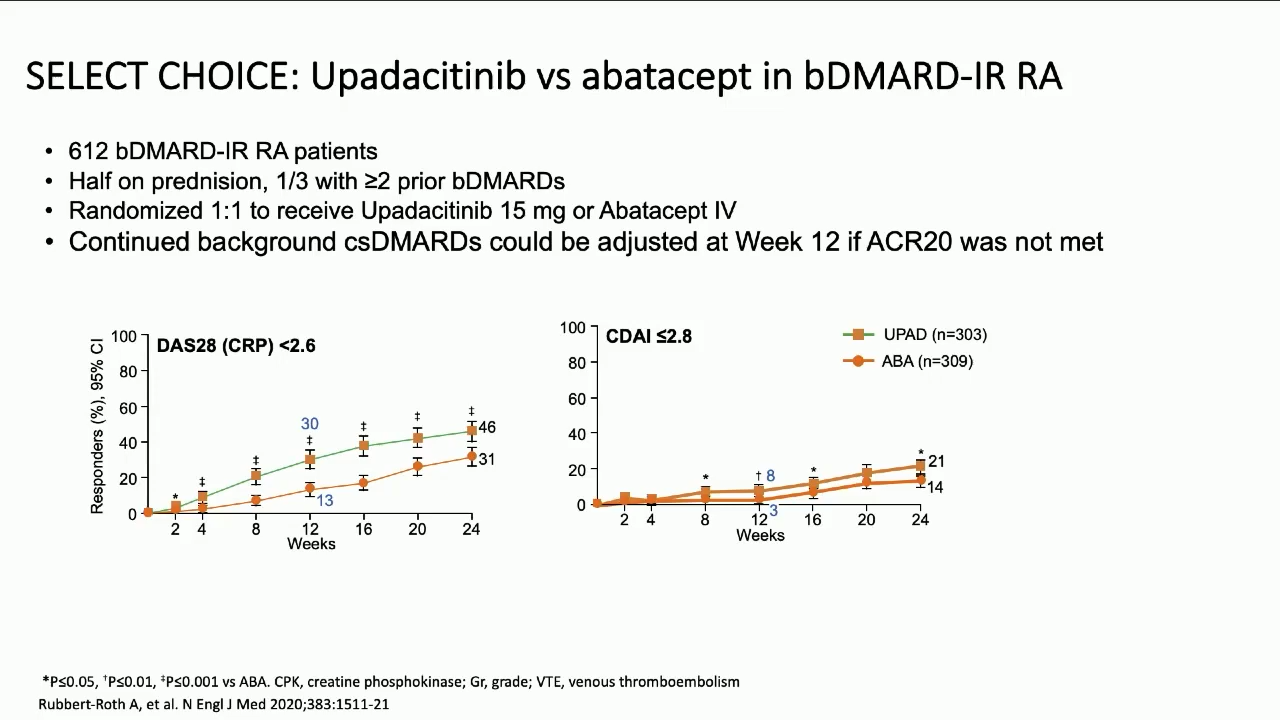 SELECT CHOICE: Upadacitinib vs abatacept in bDMARD-IR RA
• 612 bDMARD-IR RA patients
• Half on prednision, 1/3 with ≥2 prior bDMARDs
• Randomized 1:1 to receive Upadacitinib 15 mg or Abatacept IV
• Continued background csDMARDs could be adjusted at Week 12 if ACR20 was not met
Responders (%), 95% CI
DAS28 (CRP) <2.6
100
80
60
40
20
0
* ‡ ‡ ‡ ‡ ‡ ‡
30
13
46
31
2 4 8 12 16 20 24
Weeks
CDAI ≤2.8
100
80
60
40
20
0
* † * *
8
3
21
14
2 4 8 12 16 20 24
Weeks
UPAD (n=303)
ABA (n=309)
*P≤0.05, †P≤0.01, ‡P≤0.001 vs ABA. CPK, creatine phosphokinase; Gr, grade; VTE, venous thromboembolism
Rubbert-Roth A, et al. N Engl J Med 2020;383:1511-21